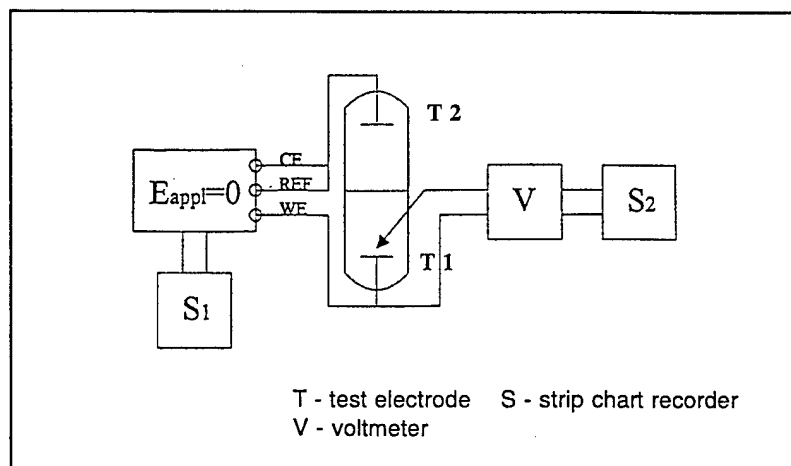 T 2
CE
REF
WE
Eappl=0
V
S2
T 1
S1
T - test electrode S - strip chart recorder
V - voltmeter